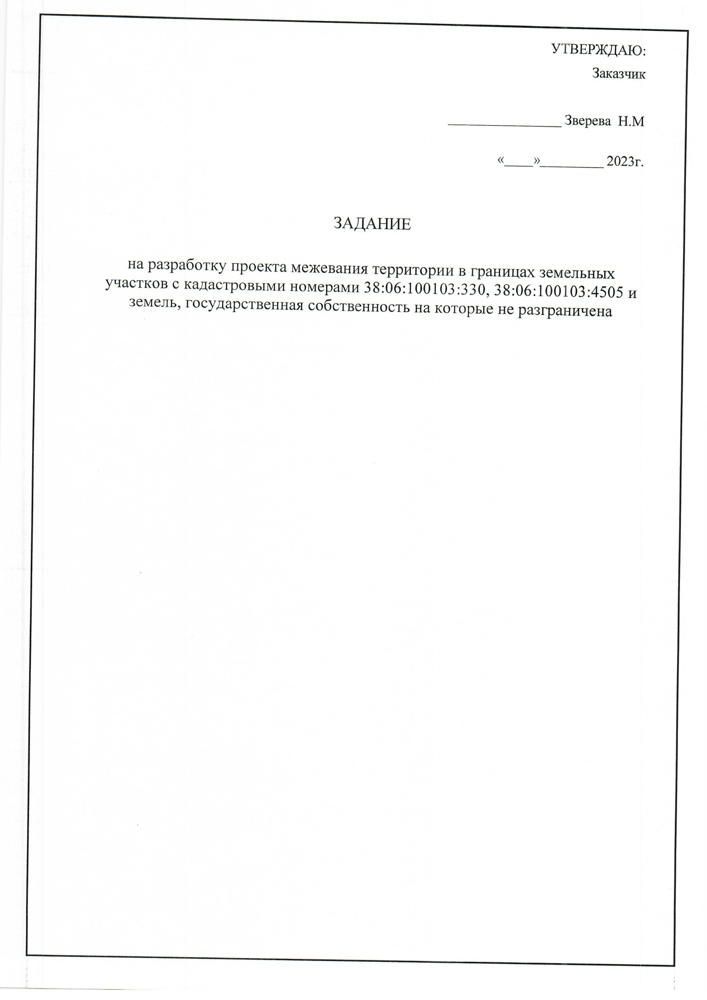 УТВЕРЖДАЮ:
Заказчик
________________ Зверева Н.М
«____»_________ 2023г.
ЗАДАНИЕ
на разработку проекта межевания территории в границах земельных
участков с кадастровыми номерами 38:06:100103:330, 38:06:100103:4505 и
земель, государственная собственность на которые не разграничена